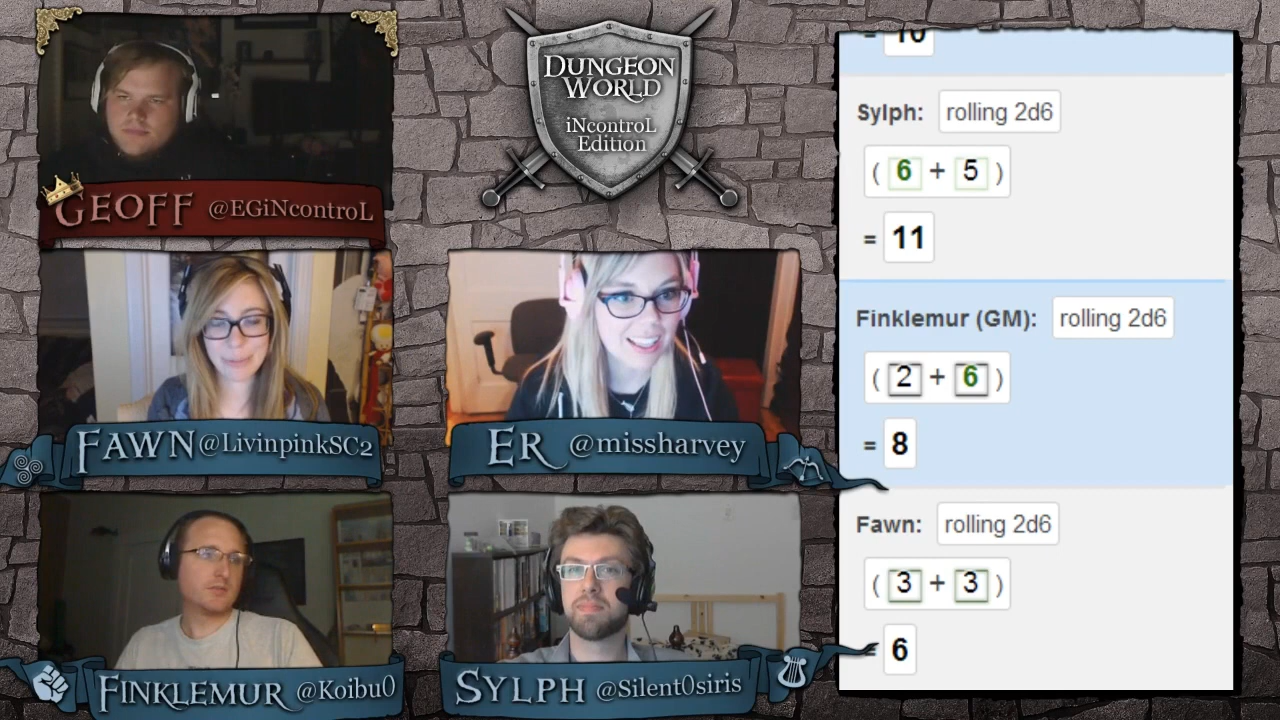 DUNGEON
WORLD
iNcontroL
Edition
GEOFF @EGiNcontroL
FAWN @LivinpinkSC2
ER @missharvey
FINKLEMUR @Koibu0
SYLPH @Silent0siris
= 10
Sylph: rolling 2d6
( 6 + 5 )
= 11
Finklemur (GM): rolling 2d6
( 2 + 6 )
= 8
Fawn: rolling 2d6
( 3 + 3 )
= 6